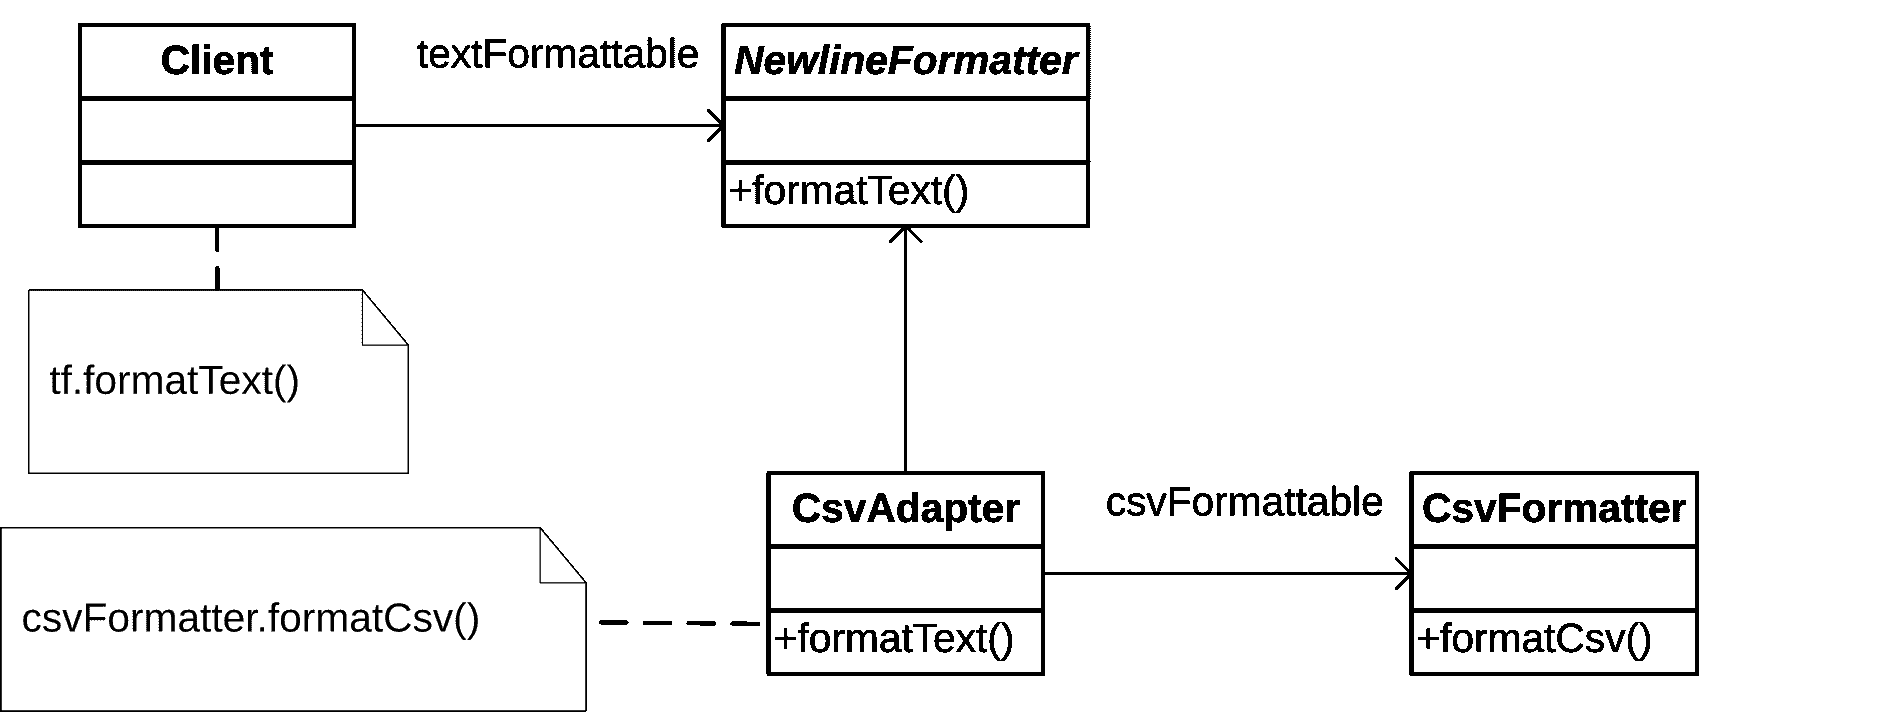 Client
textFormattable
NewlineFormatter
+formatText()
tf.formatText()
CsvAdapter
csvFormattable
CsvFormatter
csvFormatter.formatCsv()
+formatText()
+formatCsv()